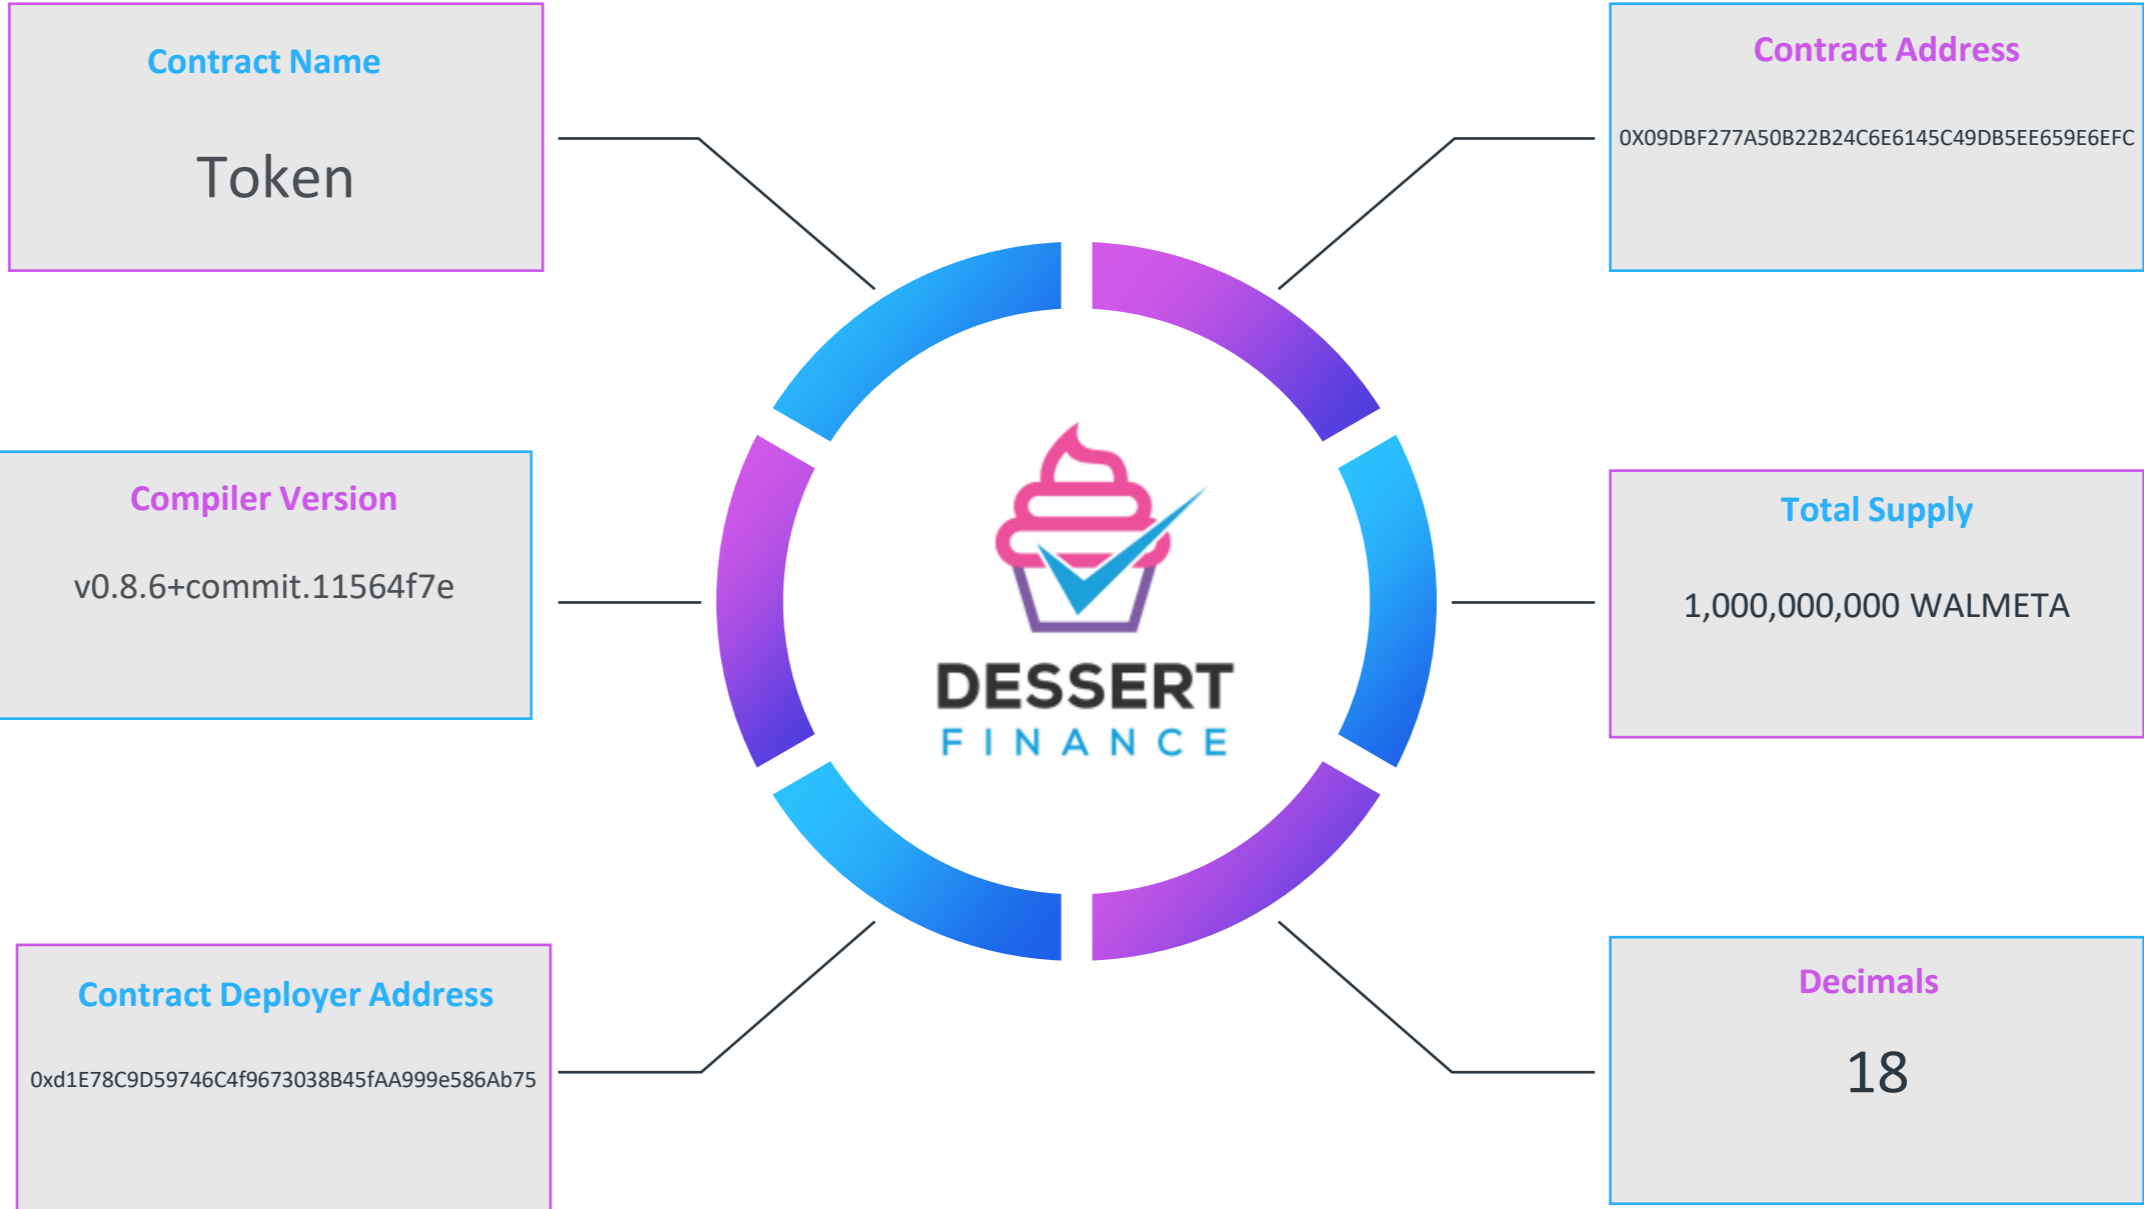 Contract Name
Token
Contract Address
0X09DBF277A50B22B24C6E6145C49DB5EE659E6EFC
Compiler Version
v0.8.6+commit.11564f7e
DESSERT
FINANCE
Total Supply
1,000,000,000 WALMETA
Contract Deployer Address
0xd1E78C9D59746C4f9673038B45fAA999e586Ab75
Decimals
18